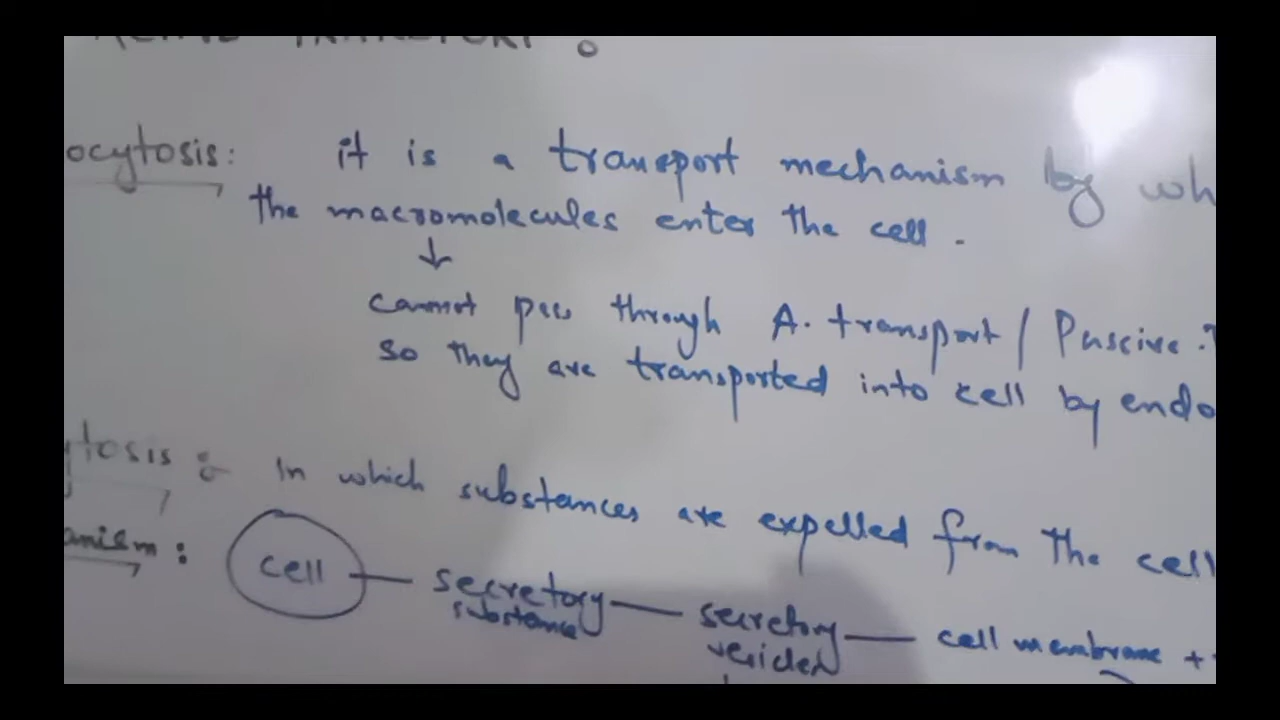 TRANSPORT :
ocytosis: it is a transport mechanism by wh
the macromolecules enter the cell.
↓
cannot pass through A. transport / Passive.T
so they are transported into cell by endo
ytosis :- In which substances are expelled from the cell
anism: cell — secretory — secretory — cell membrane +
substance vesicles